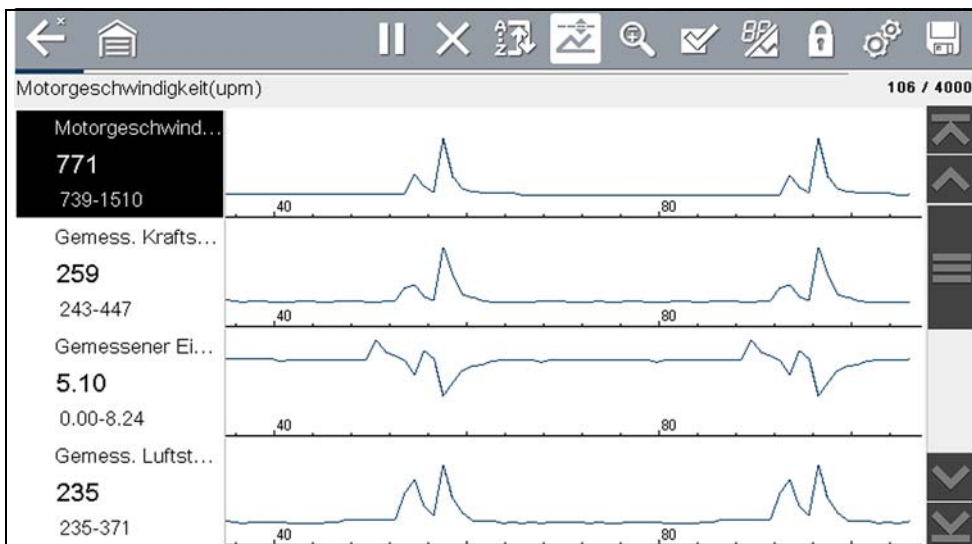 Motorgeschwindigkeit(upm)
106 / 4000
Motorgeschwind...
771
739-1510
40
80
Gemess. Krafts...
259
243-447
40
80
Gemessener Ei...
5.10
0.00-8.24
40
80
Gemess. Luftst...
235
235-371
40
80